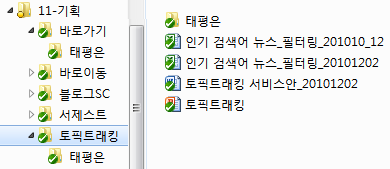 11-기획
바로가기
태평은
바로이동
블로그SC
서제스트
토픽트래킹
태평은
태평은
인기 검색어 뉴스_필터링_201010_12
인기 검색어 뉴스_필터링_20101202
토픽트래킹 서비스안_20101202
토픽트래킹